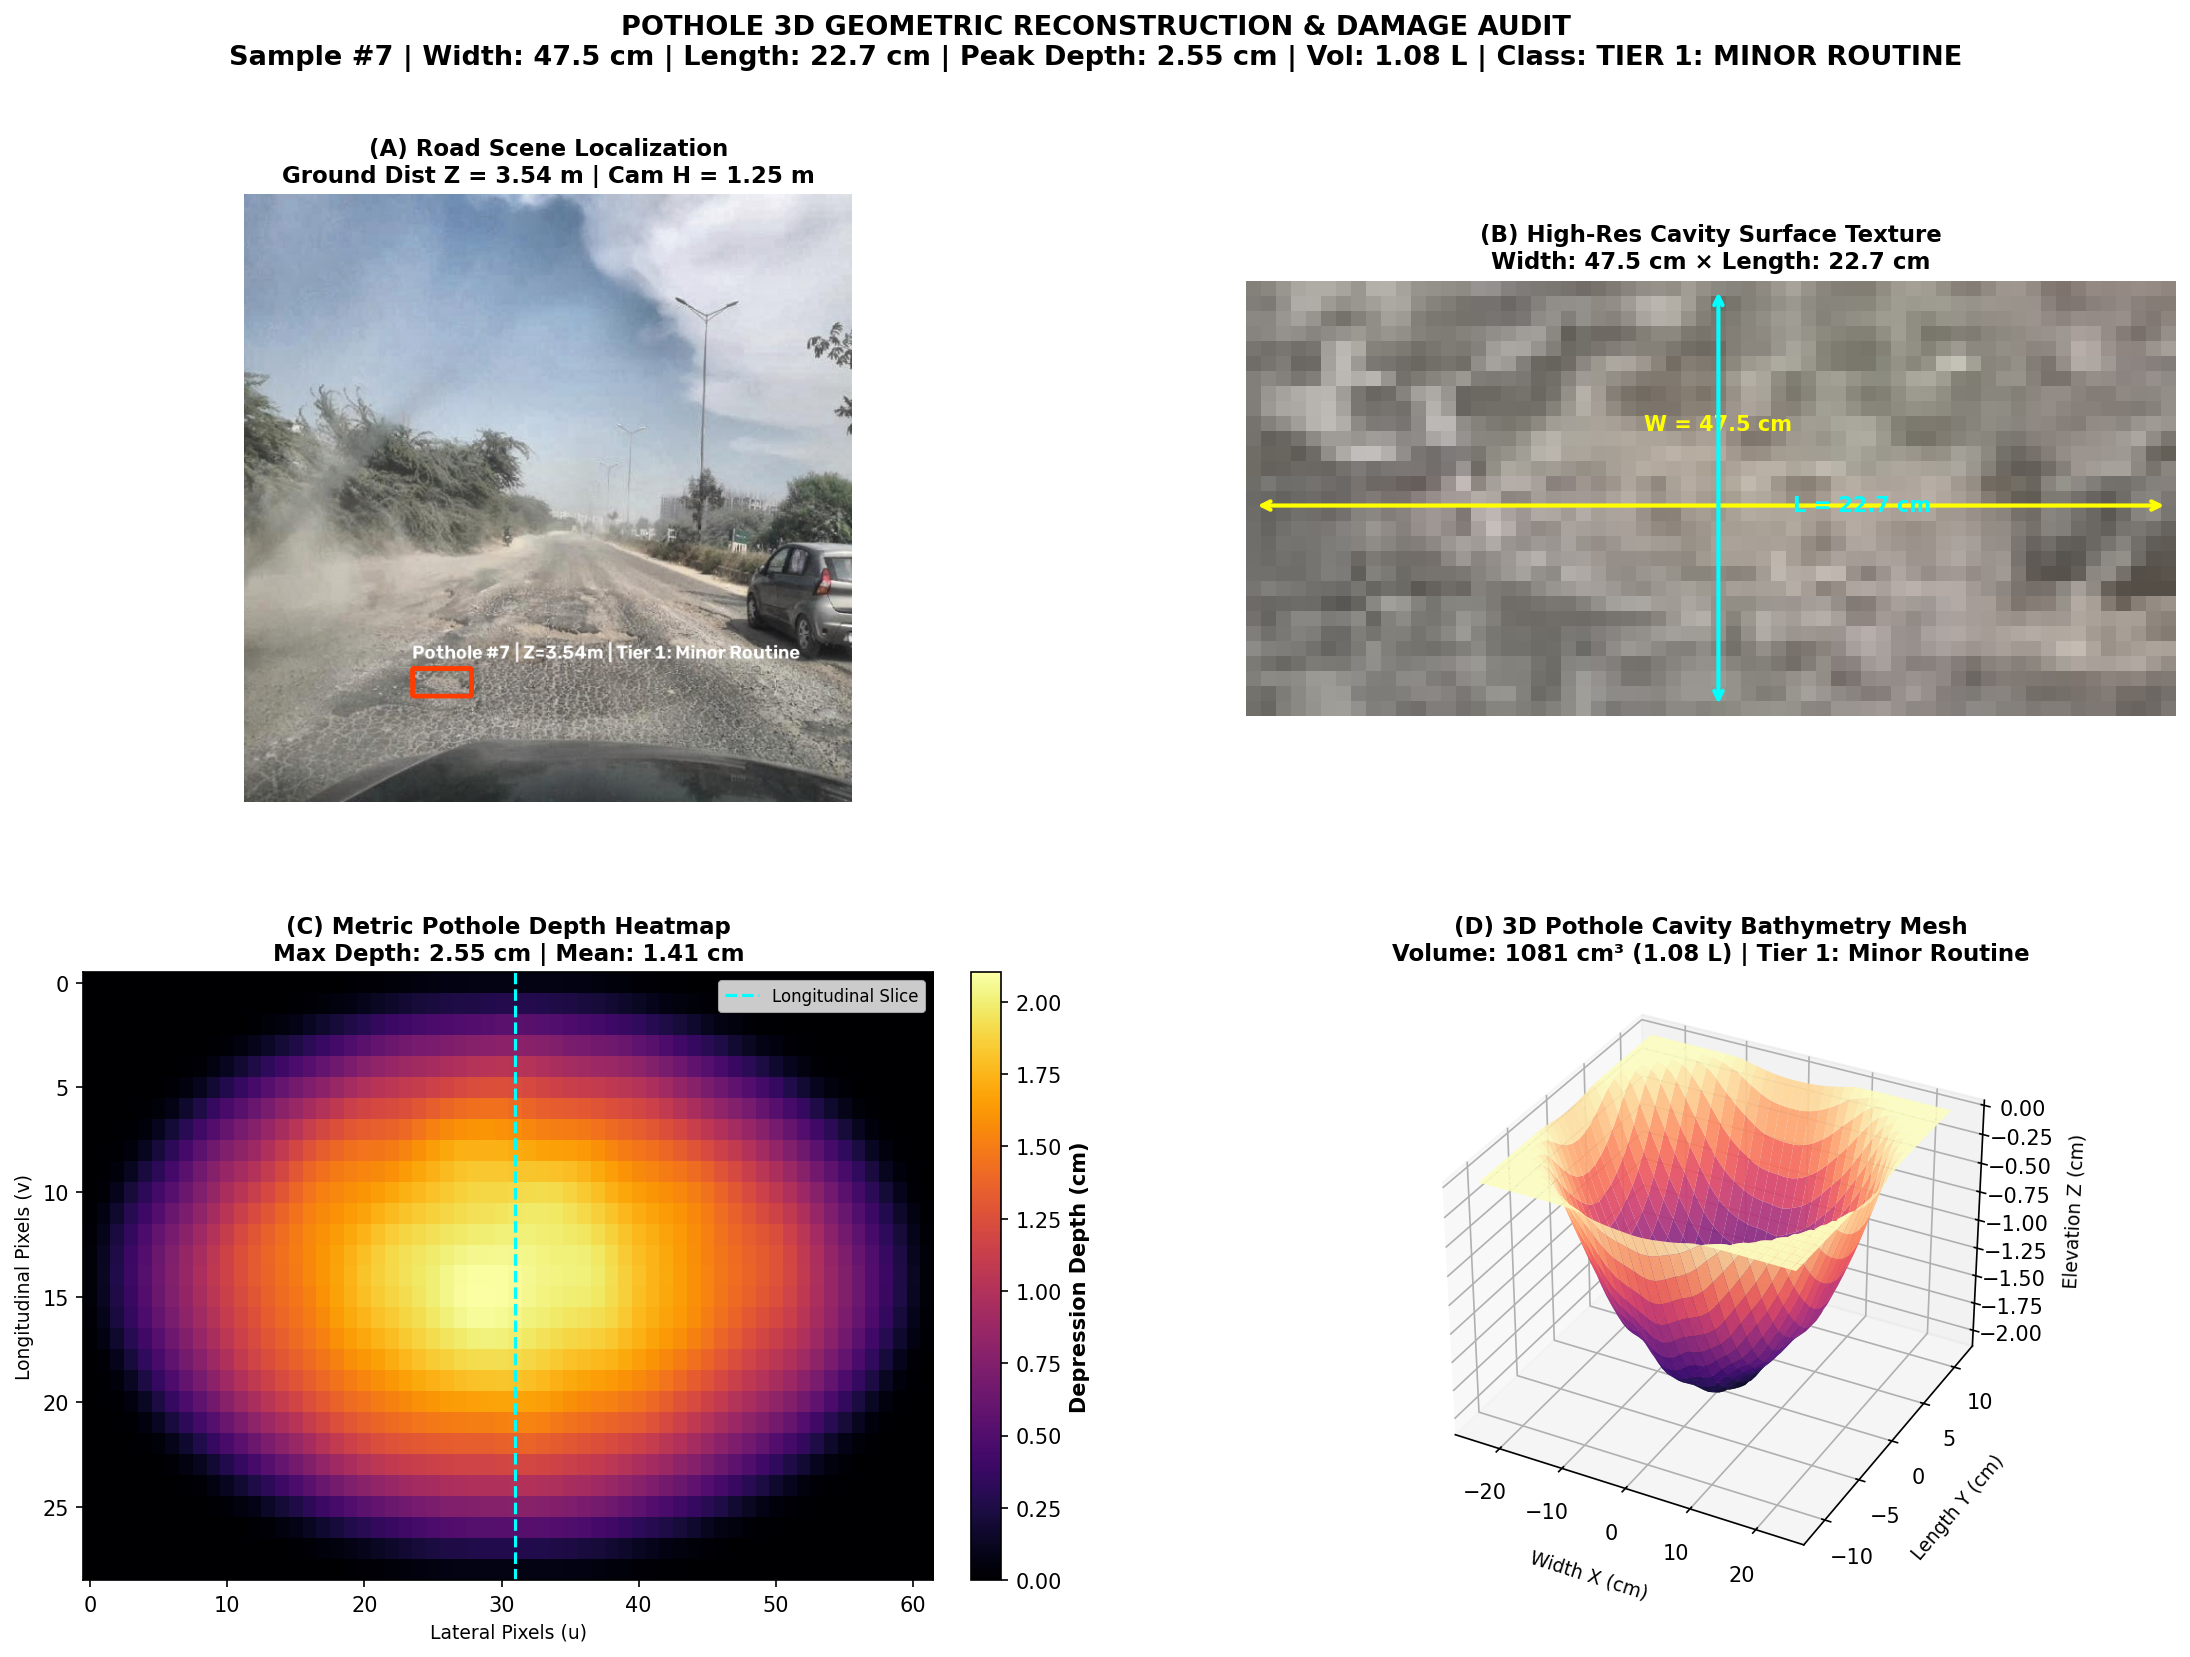 POTHOLE 3D GEOMETRIC RECONSTRUCTION & DAMAGE AUDIT
Sample #7 | Width: 47.5 cm | Length: 22.7 cm | Peak Depth: 2.55 cm | Vol: 1.08 L | Class: TIER 1: MINOR ROUTINE
(A) Road Scene Localization
Ground Dist Z = 3.54 m | Cam H = 1.25 m
Pothole #7 | Z=3.54m | Tier 1: Minor Routine
(B) High-Res Cavity Surface Texture
Width: 47.5 cm × Length: 22.7 cm
W = 47.5 cm
L = 22.7 cm
(C) Metric Pothole Depth Heatmap
Max Depth: 2.55 cm | Mean: 1.41 cm
Longitudinal Slice
0
5
10
15
20
25
Longitudinal Pixels (v)
0 10 20 30 40 50 60
Lateral Pixels (u)
2.00
1.75
1.50
1.25
1.00
0.75
0.50
0.25
0.00
Depression Depth (cm)
(D) 3D Pothole Cavity Bathymetry Mesh
Volume: 1081 cm³ (1.08 L) | Tier 1: Minor Routine
0.00
−0.25
−0.50
−0.75
−1.00
−1.25
−1.50
−1.75
−2.00
Elevation Z (cm)
10
5
0
−5
−10
Length Y (cm)
−20
−10
0
10
20
Width X (cm)